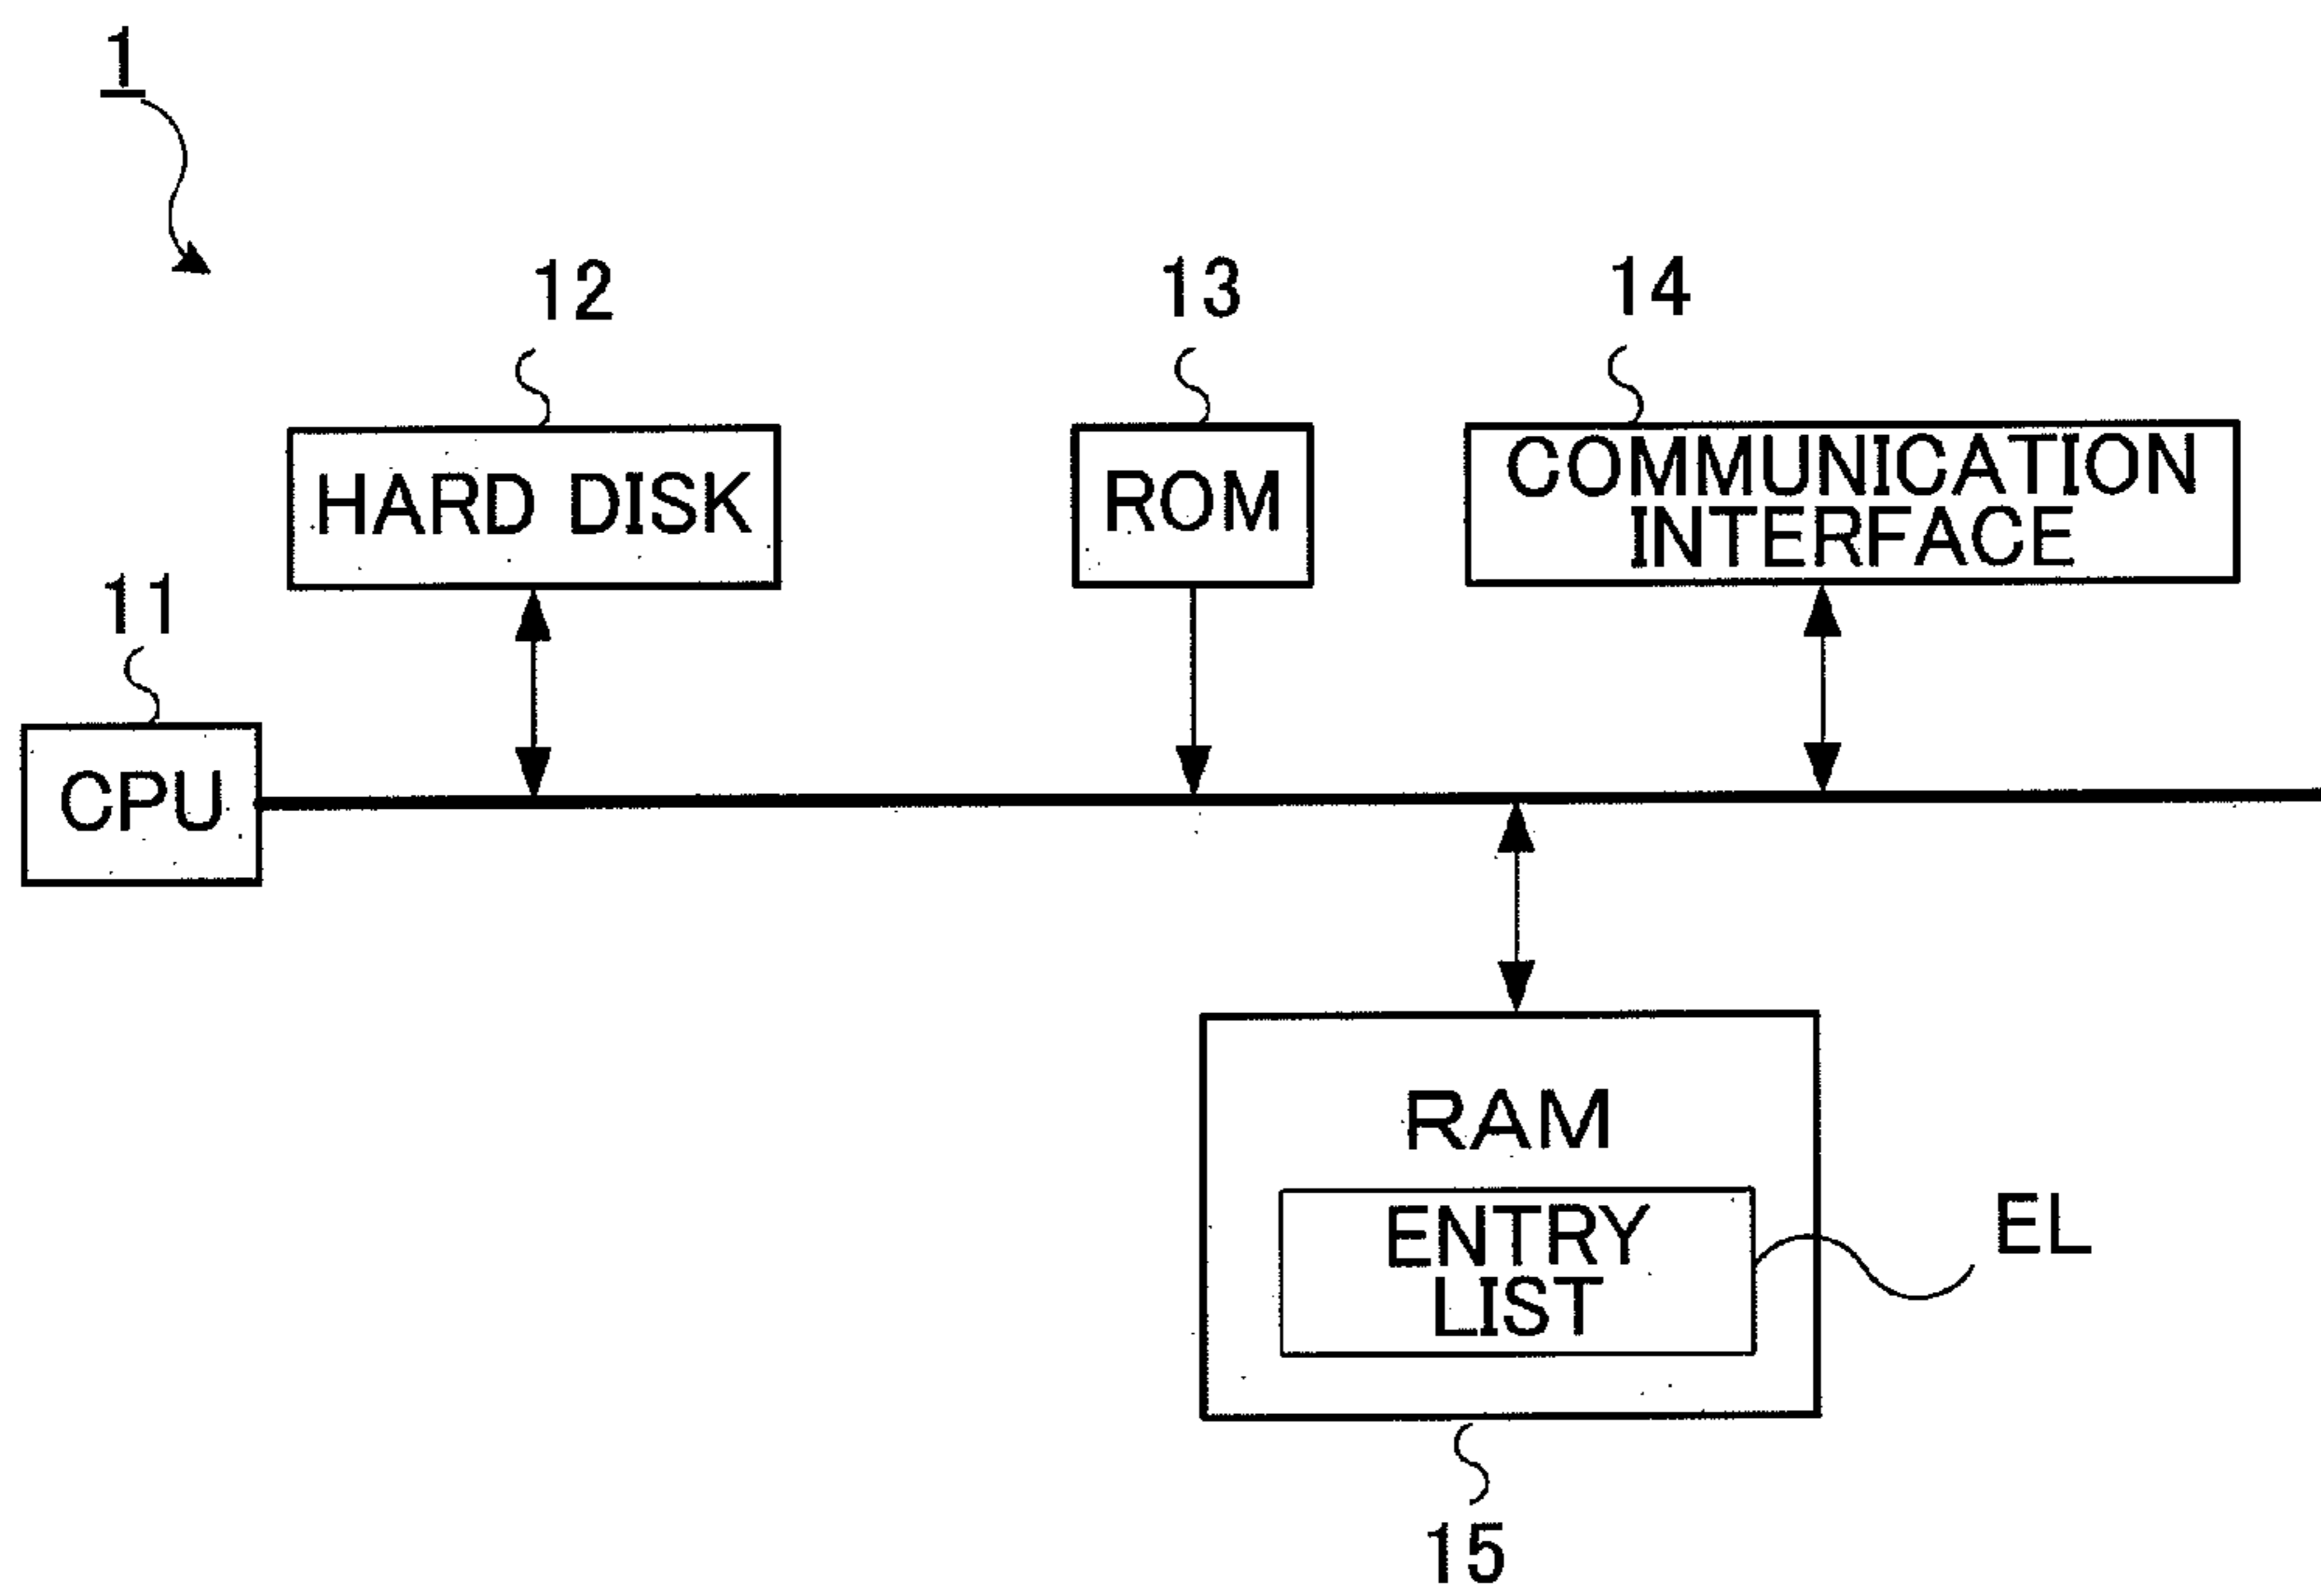 1
12
13
14
HARD DISK
ROM
COMMUNICATION
INTERFACE
11
CPU
RAM
ENTRY
LIST
EL
15